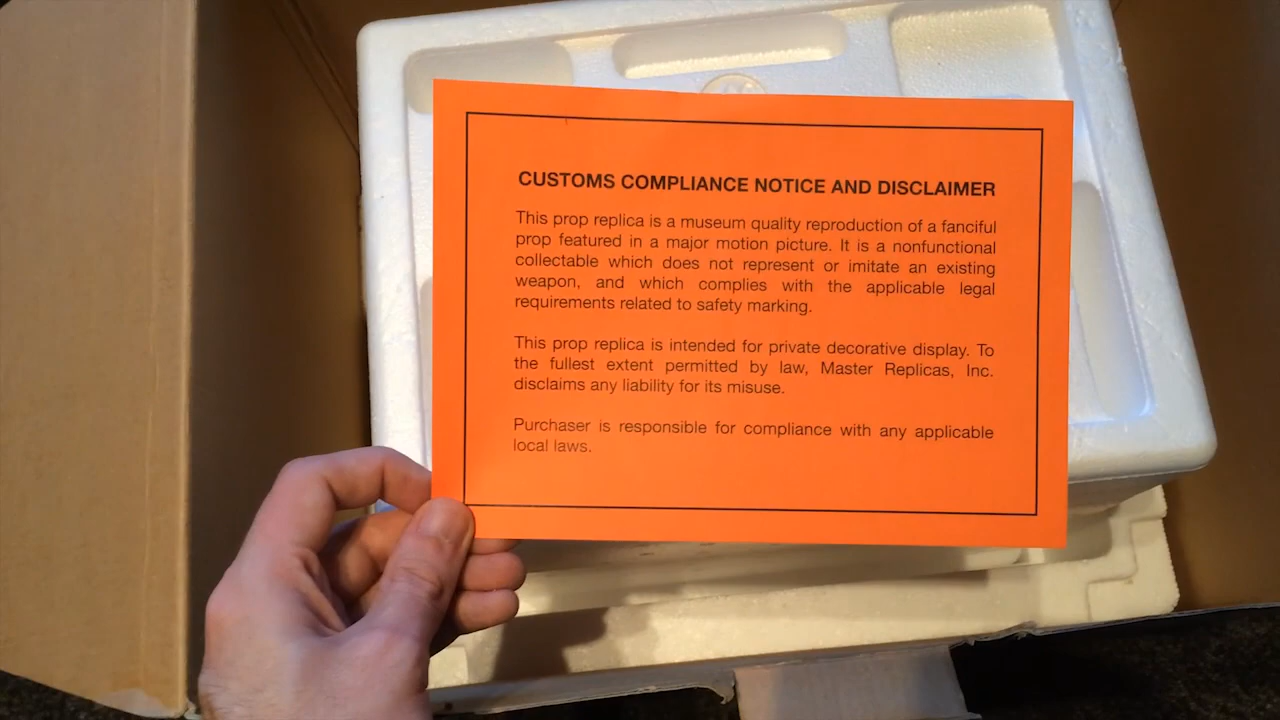 CUSTOMS COMPLIANCE NOTICE AND DISCLAIMER
This prop replica is a museum quality reproduction of a fanciful
prop featured in a major motion picture. It is a nonfunctional
collectable which does not represent or imitate an existing
weapon, and which complies with the applicable legal
requirements related to safety marking.
This prop replica is intended for private decorative display. To
the fullest extent permitted by law, Master Replicas, Inc.
disclaims any liability for its misuse.
Purchaser is responsible for compliance with any applicable
local laws.